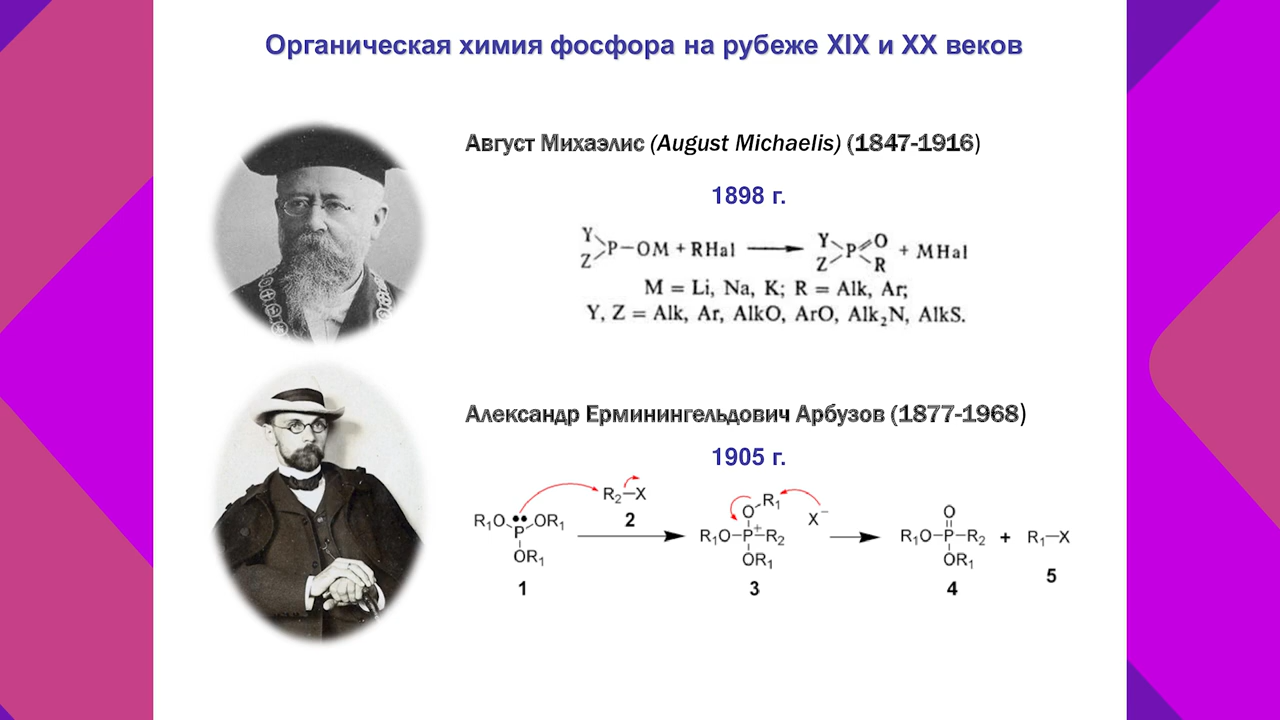 Органическая химия фосфора на рубеже XIX и XX веков
Август Михаэлис (August Michaelis) (1847-1916)
1898 г.
Y
Z
P—OM + RHal ⟶ Y
Z
P
O
R
+ MHal
M = Li, Na, K; R = Alk, Ar;
Y, Z = Alk, Ar, AlkO, ArO, Alk₂N, AlkS.
Александр Ерминингельдович Арбузов (1877-1968)
1905 г.
R₁O P OR₁
OR₁
1
R₂—X
2
O R₁
R₁O—P⁺—R₂
OR₁
3
X⁻
O
R₁O—P—R₂ + R₁—X
OR₁
4
5